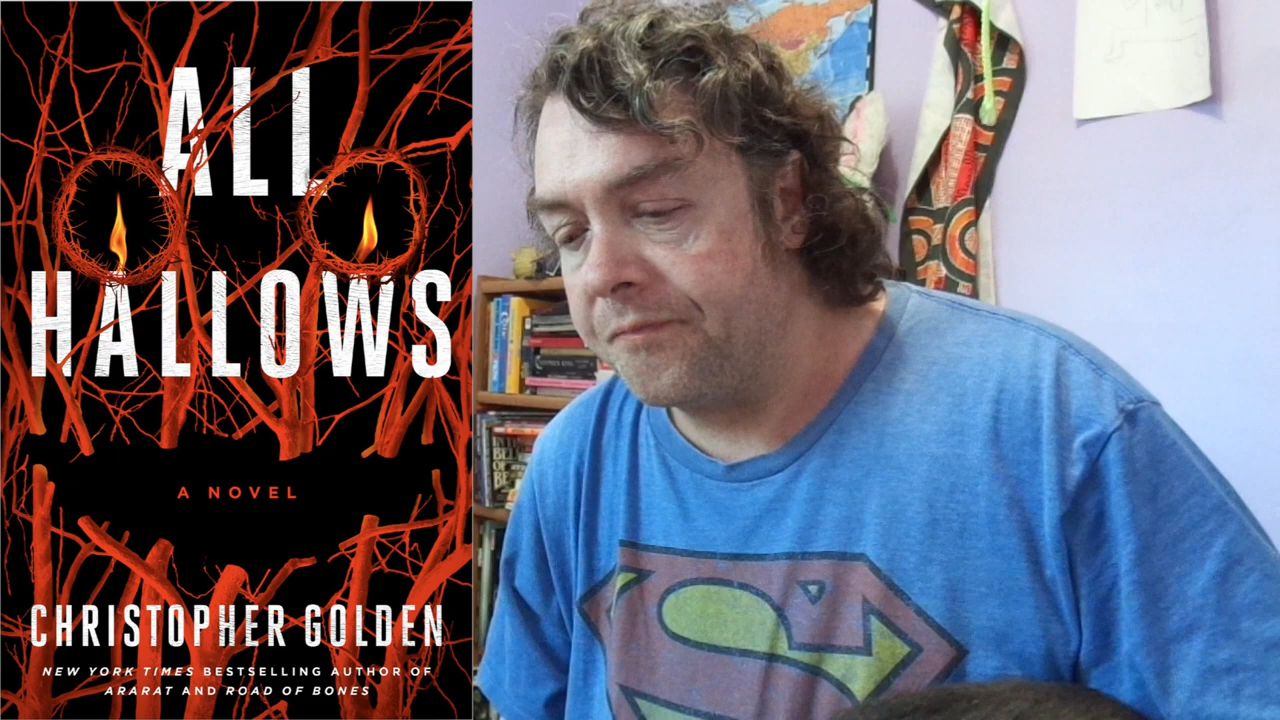 ALL
HALLOWS
A NOVEL
CHRISTOPHER GOLDEN
NEW YORK TIMES BESTSELLING AUTHOR OF
ARARAT AND ROAD OF BONES
S